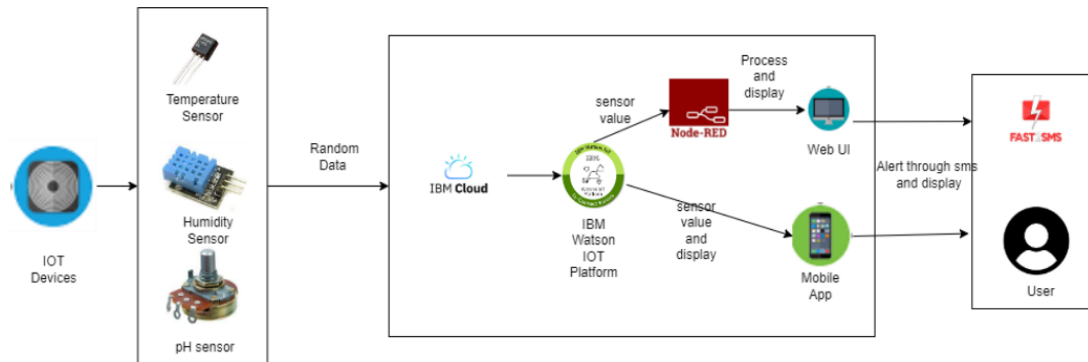 IOT
Devices
Temperature
Sensor
Humidity
Sensor
pH sensor
Random
Data
IBM Cloud
IBM
Watson
IOT
Platform
sensor
value
Node-RED
Process
and
display
Web UI
sensor
value
and
display
Mobile
App
Alert through sms
and display
FAST2SMS
User